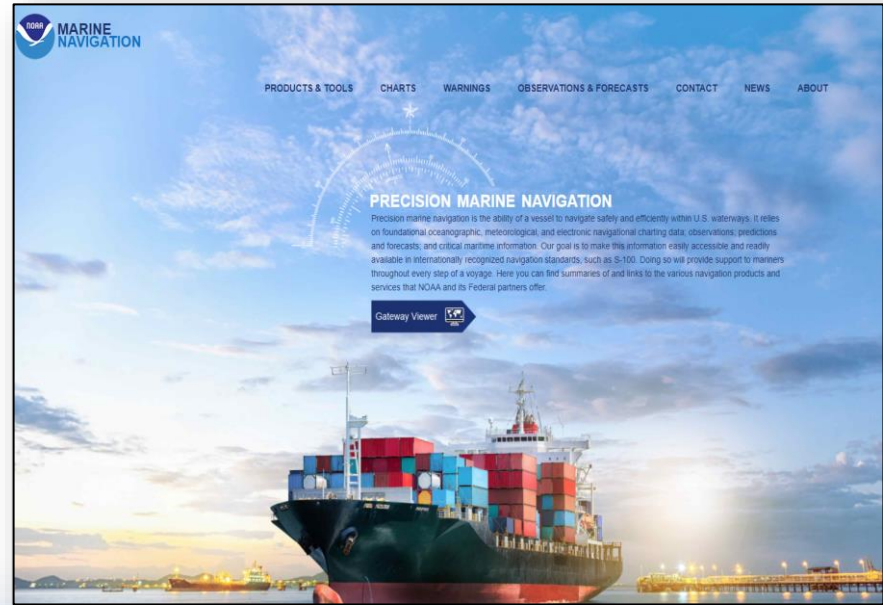 NOAA
MARINE
NAVIGATION
PRODUCTS & TOOLS CHARTS WARNINGS OBSERVATIONS & FORECASTS CONTACT NEWS ABOUT
PRECISION MARINE NAVIGATION
Precision marine navigation is the ability of a vessel to navigate safely and efficiently within U.S. waterways. It relies
on foundational oceanographic, meteorological, and electronic navigational charting data, observations, predictions
and forecasts, and critical maritime information. Our goal is to make this information easily accessible and readily
available in internationally recognized navigation standards, such as S-100. Doing so will provide support to mariners
throughout every step of a voyage. Here you can find summaries of and links to the various navigation products and
services that NOAA and its Federal partners offer.
Gateway Viewer